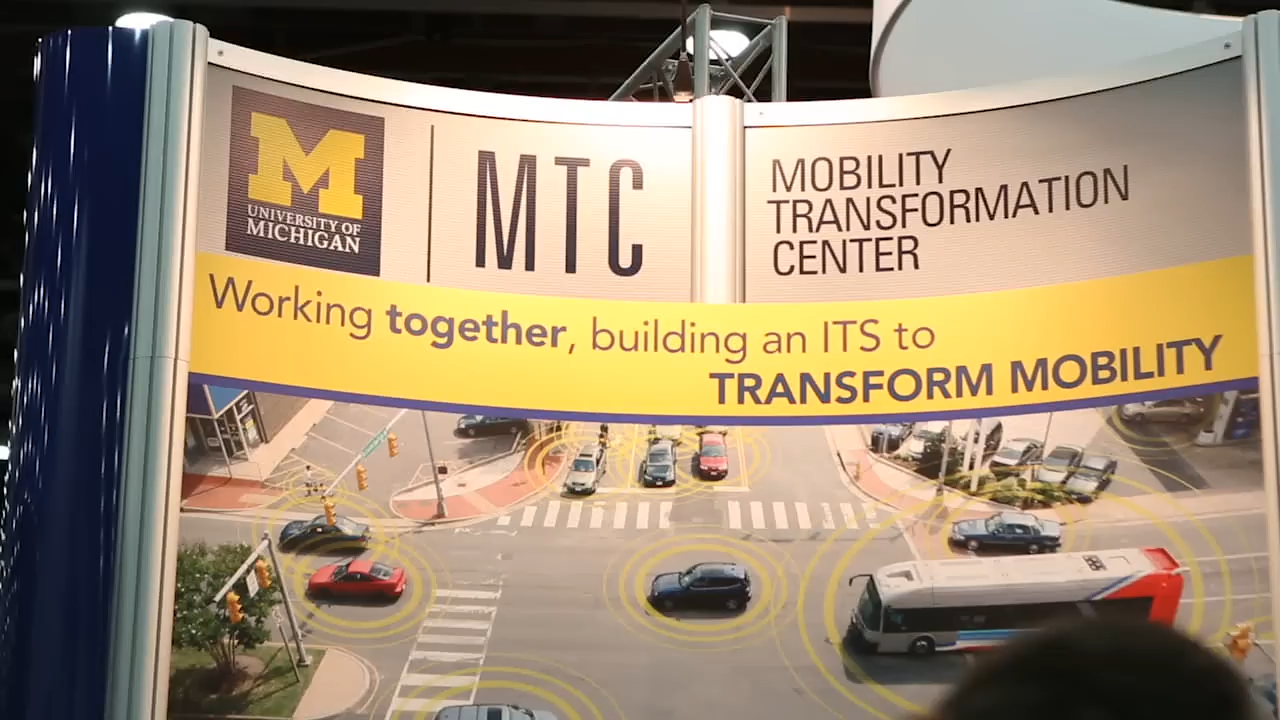 M
UNIVERSITY OF
MICHIGAN
MTC
MOBILITY
TRANSFORMATION
CENTER
Working together, building an ITS to
TRANSFORM MOBILITY